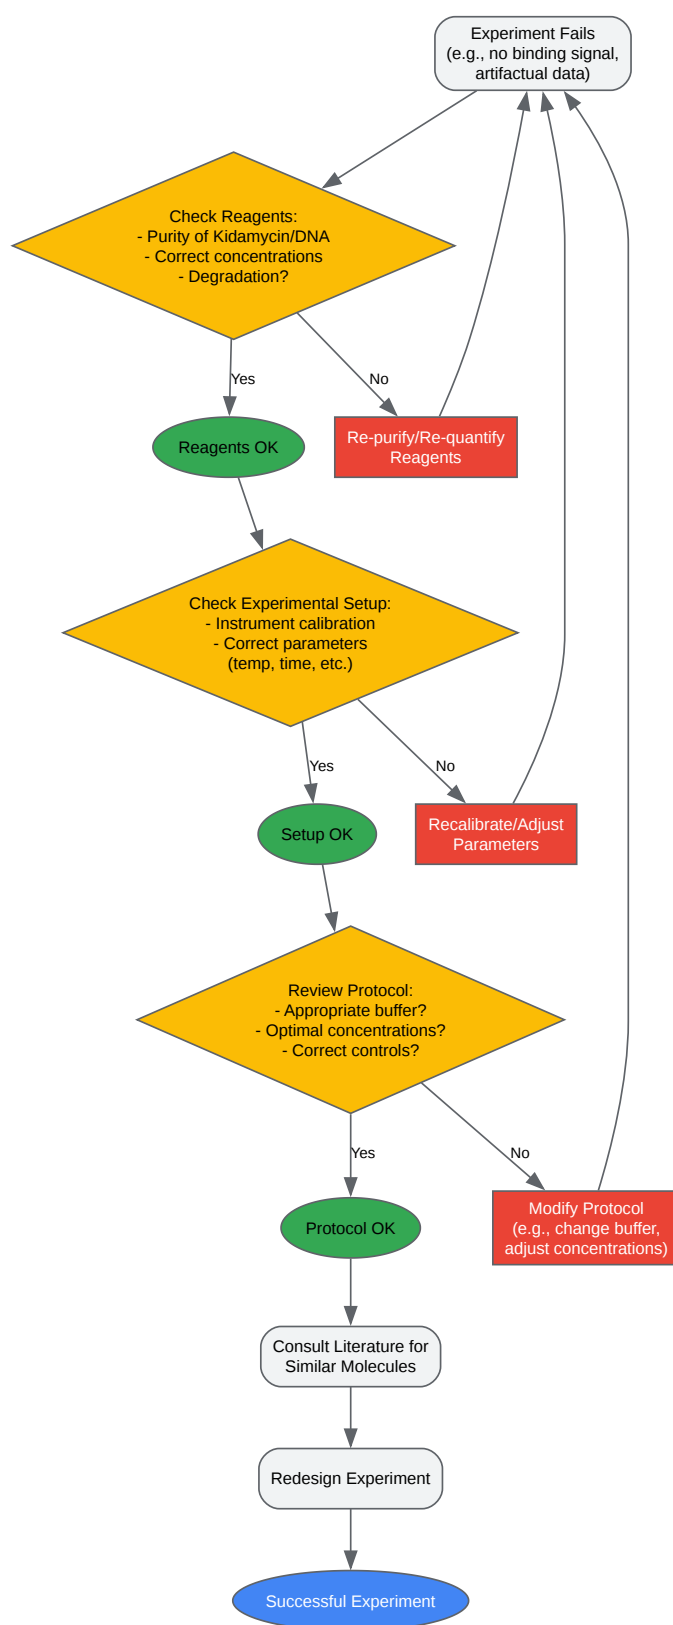 Experiment Fails
(e.g., no binding signal,
artifactual data)
Check Reagents:
- Purity of Kidamycin/DNA
- Correct concentrations
- Degradation?
Yes
No
Reagents OK
Re-purify/Re-quantify
Reagents
Check Experimental Setup:
- Instrument calibration
- Correct parameters
(temp, time, etc.)
Yes
No
Setup OK
Recalibrate/Adjust
Parameters
Review Protocol:
- Appropriate buffer?
- Optimal concentrations?
- Correct controls?
Yes
No
Protocol OK
Modify Protocol
(e.g., change buffer,
adjust concentrations)
Consult Literature for
Similar Molecules
Redesign Experiment
Successful Experiment